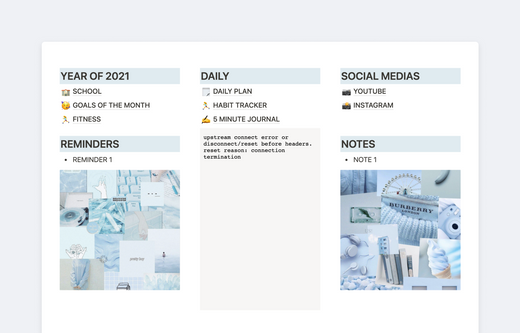 YEAR OF 2021
SCHOOL
GOALS OF THE MONTH
FITNESS
REMINDERS
REMINDER 1
DAILY
DAILY PLAN
HABIT TRACKER
5 MINUTE JOURNAL
upstream connect error or
disconnect/reset before headers.
reset reason: connection
termination
SOCIAL MEDIAS
YOUTUBE
INSTAGRAM
NOTES
NOTE 1
BURBERRY